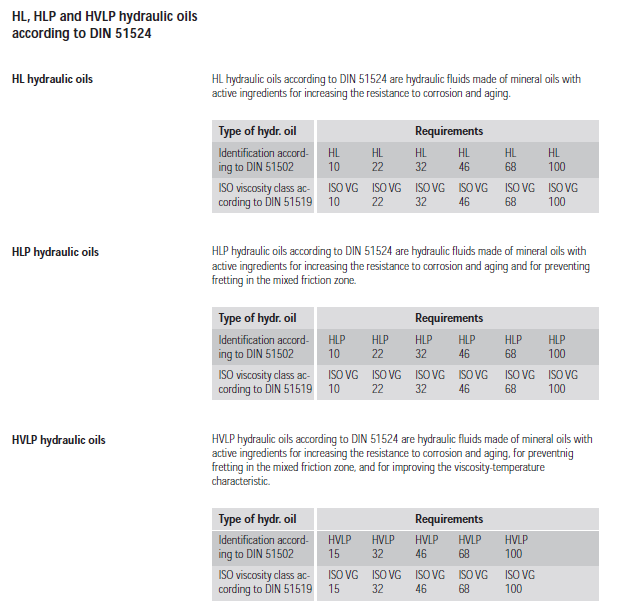 HL, HLP and HVLP hydraulic oils
according to DIN 51524
HL hydraulic oils
HL hydraulic oils according to DIN 51524 are hydraulic fluids made of mineral oils with
active ingredients for increasing the resistance to corrosion and aging.
Type of hydr. oil Requirements
Identification accord- HL HL HL HL HL HL
ing to DIN 51502 10 22 32 46 68 100
ISO viscosity class ac- ISO VG ISO VG ISO VG ISO VG ISO VG ISO VG
cording to DIN 51519 10 22 32 46 68 100
HLP hydraulic oils
HLP hydraulic oils according to DIN 51524 are hydraulic fluids made of mineral oils with
active ingredients for increasing the resistance to corrosion and aging and for preventing
fretting in the mixed friction zone.
Type of hydr. oil Requirements
Identification accord- HLP HLP HLP HLP HLP HLP
ing to DIN 51502 10 22 32 46 68 100
ISO viscosity class ac- ISO VG ISO VG ISO VG ISO VG ISO VG ISO VG
cording to DIN 51519 10 22 32 46 68 100
HVLP hydraulic oils
HVLP hydraulic oils according to DIN 51524 are hydraulic fluids made of mineral oils with
active ingredients for increasing the resistance to corrosion and aging, for preventnig
fretting in the mixed friction zone, and for improving the viscosity-temperature
characteristic.
Type of hydr. oil Requirements
Identification accord- HVLP HVLP HVLP HVLP HVLP
ing to DIN 51502 15 32 46 68 100
ISO viscosity class ac- ISO VG ISO VG ISO VG ISO VG ISO VG
cording to DIN 51519 15 32 46 68 100